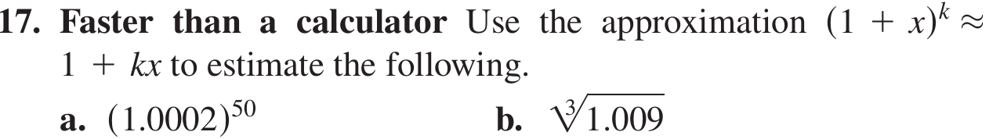 17. Faster than a calculator Use the approximation (1 + x)^k ≈
1 + kx to estimate the following.
a. (1.0002)^50 b. ∛1.009